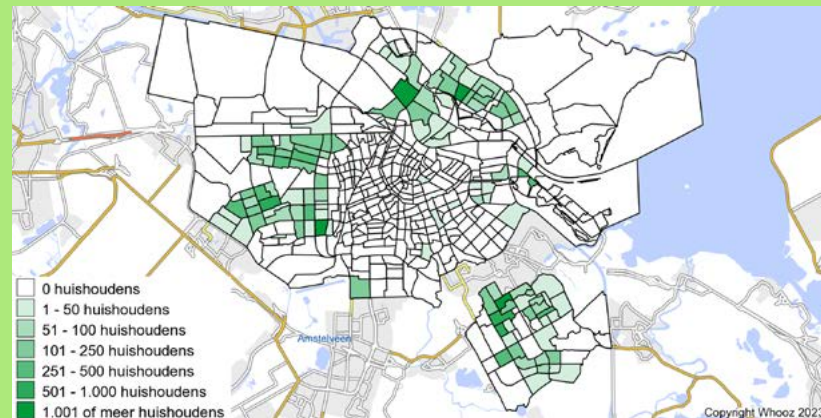 0 huishoudens
1 - 50 huishoudens
51 - 100 huishoudens
101 - 250 huishoudens
251 - 500 huishoudens
501 - 1.000 huishoudens
1.001 of meer huishoudens
Amstelveen
Copyright Whooz